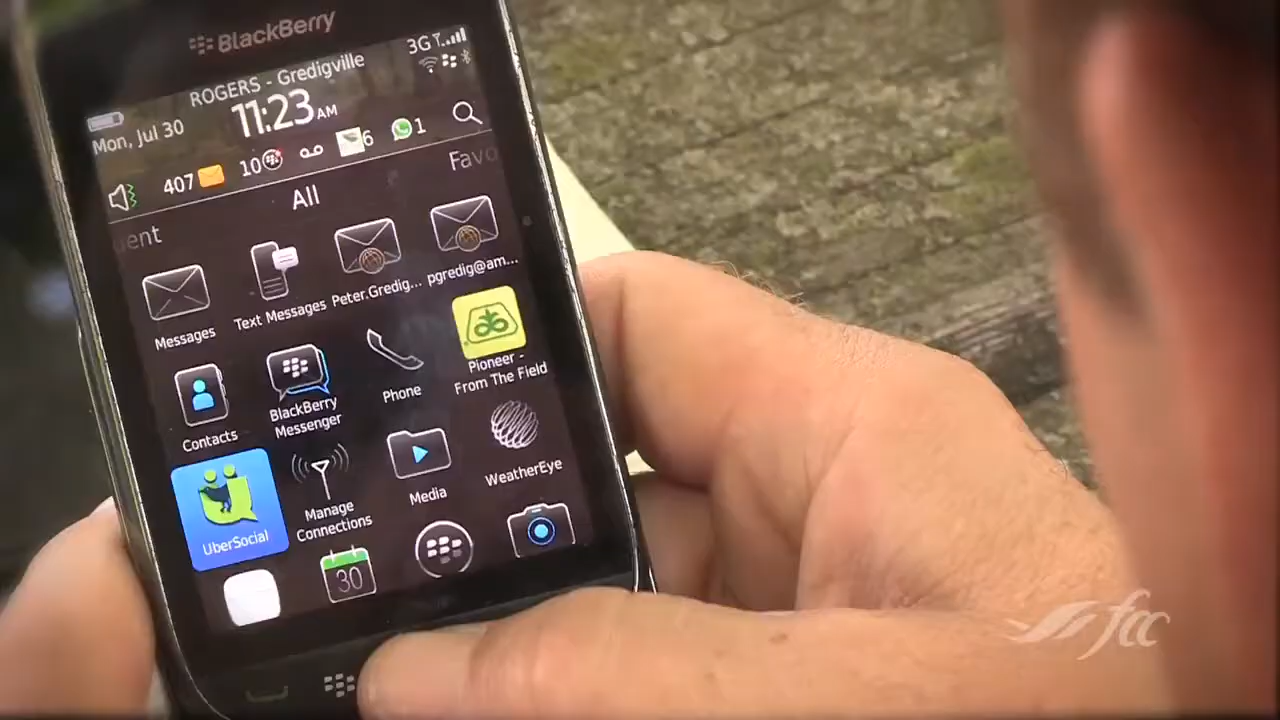 BlackBerry
3G
ROGERS - Gredigville
11:23 AM
Mon, Jul 30
407 10 6 1
All
Favo
uent
Messages
Text Messages
Peter.Gredig...
pgredig@am...
Contacts
BlackBerry
Messenger
Phone
Pioneer -
From The Field
UberSocial
Manage
Connections
Media
WeatherEye
30
fcc